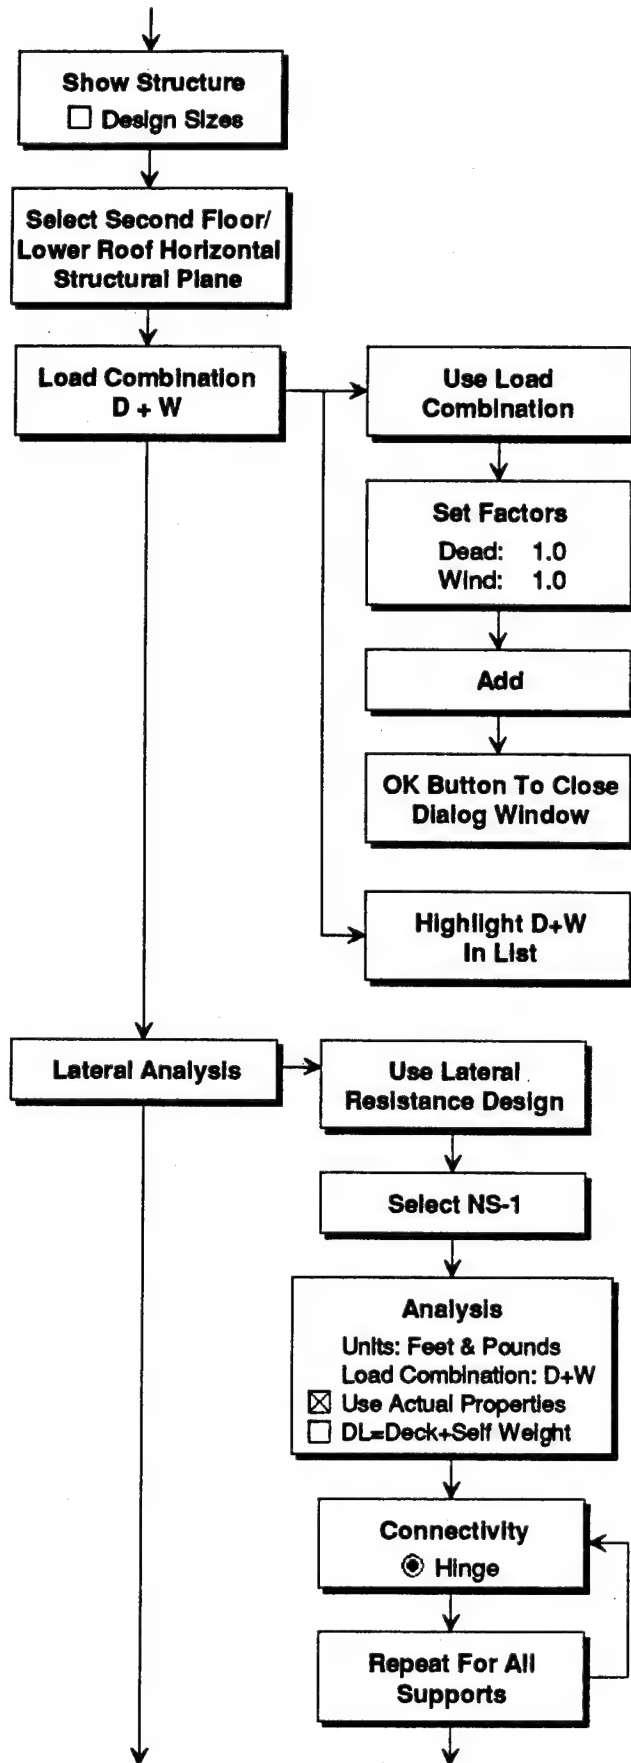 Show Structure
☐ Design Sizes
Select Second Floor/
Lower Roof Horizontal
Structural Plane
Load Combination
D + W
Use Load
Combination
Set Factors
Dead: 1.0
Wind: 1.0
Add
OK Button To Close
Dialog Window
Highlight D+W
In List
Lateral Analysis
Use Lateral
Resistance Design
Select NS-1
Analysis
Units: Feet & Pounds
Load Combination: D+W
☒ Use Actual Properties
☐ DL=Deck+Self Weight
Connectivity
◉ Hinge
Repeat For All
Supports